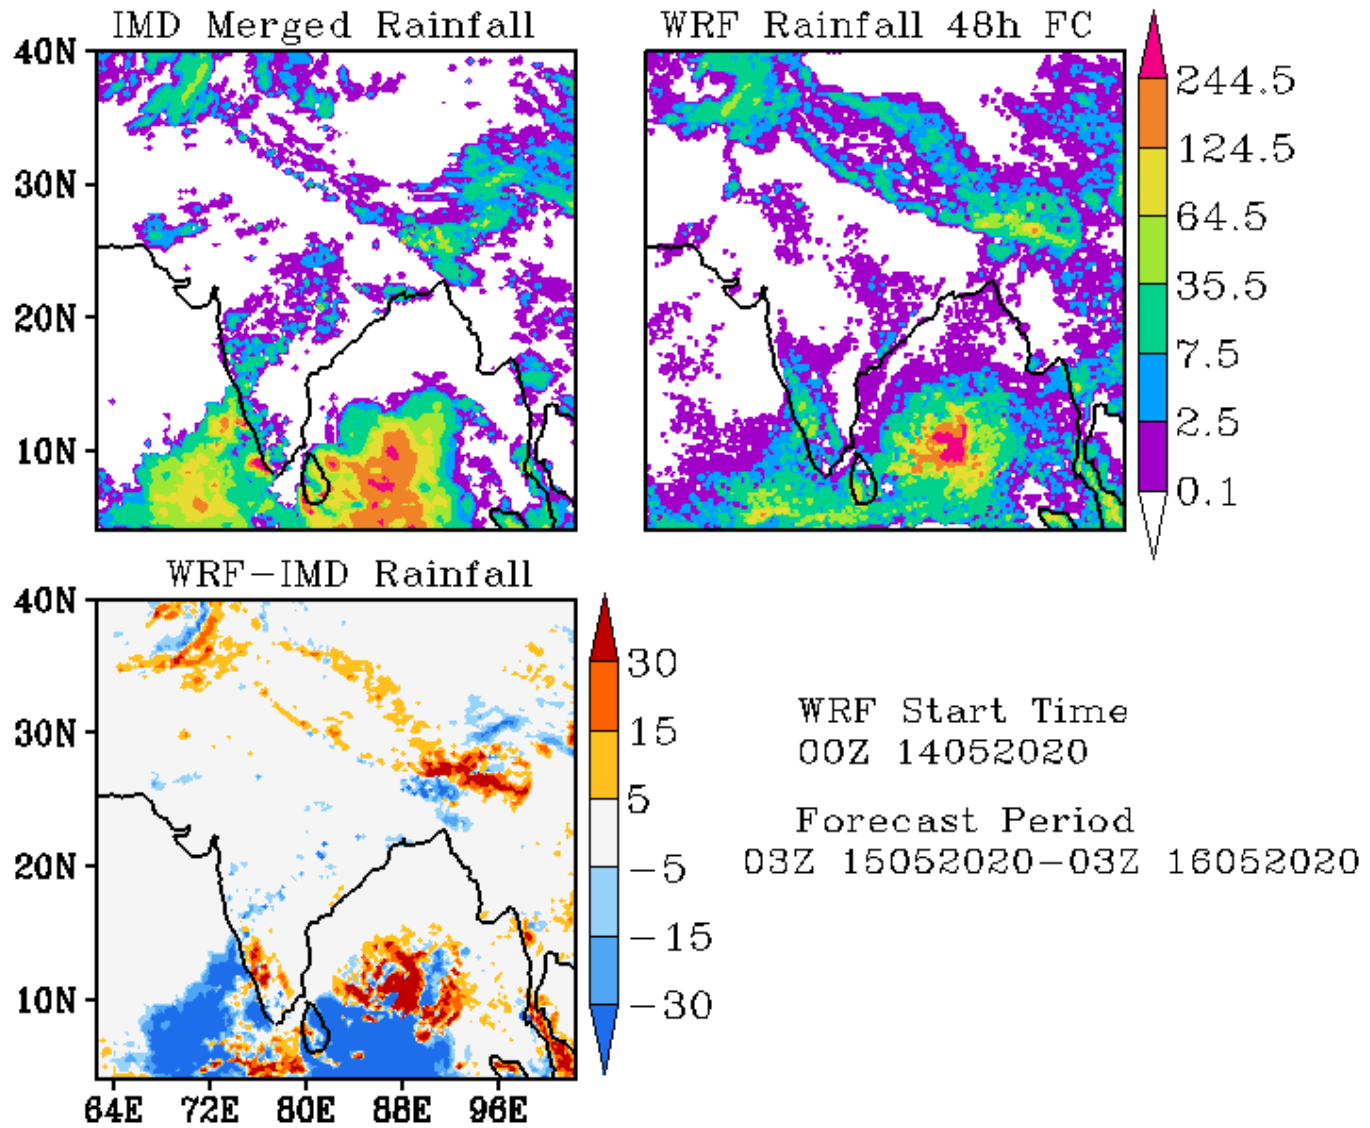 IMD Merged Rainfall
WRF Rainfall 48h FC
40N
30N
20N
10N
244.5
124.5
64.5
35.5
7.5
2.5
0.1
WRF-IMD Rainfall
40N
30N
20N
10N
64E 72E 80E 88E 96E
30
15
5
-5
-15
-30
WRF Start Time
00Z 14052020
Forecast Period
03Z 15052020-03Z 16052020